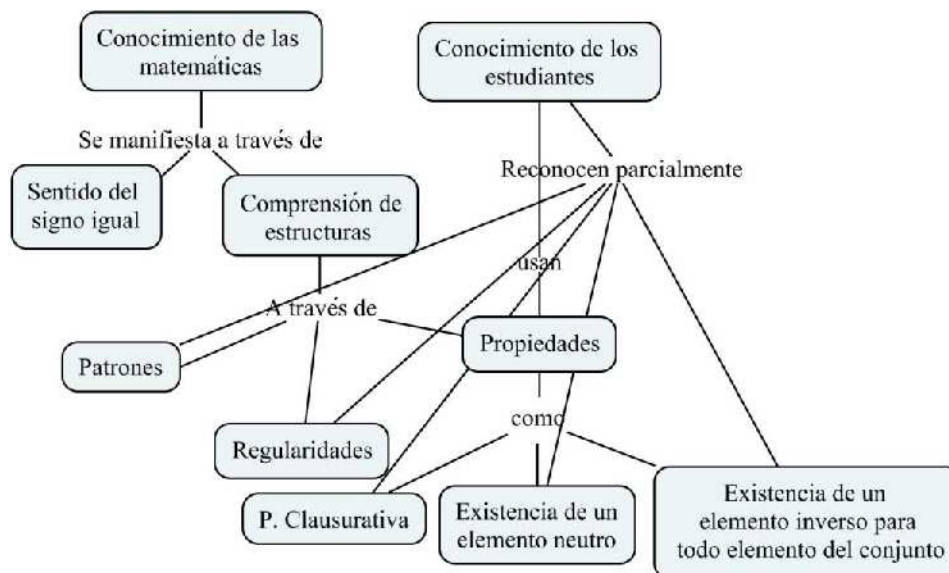 Conocimiento de las
matemáticas
Conocimiento de los
estudiantes
Se manifiesta a través de
Reconocen parcialmente
Sentido del
signo igual
Comprensión de
estructuras
usan
A través de
Patrones
Propiedades
como
Regularidades
P. Clausurativa
Existencia de un
elemento neutro
Existencia de un
elemento inverso para
todo elemento del conjunto